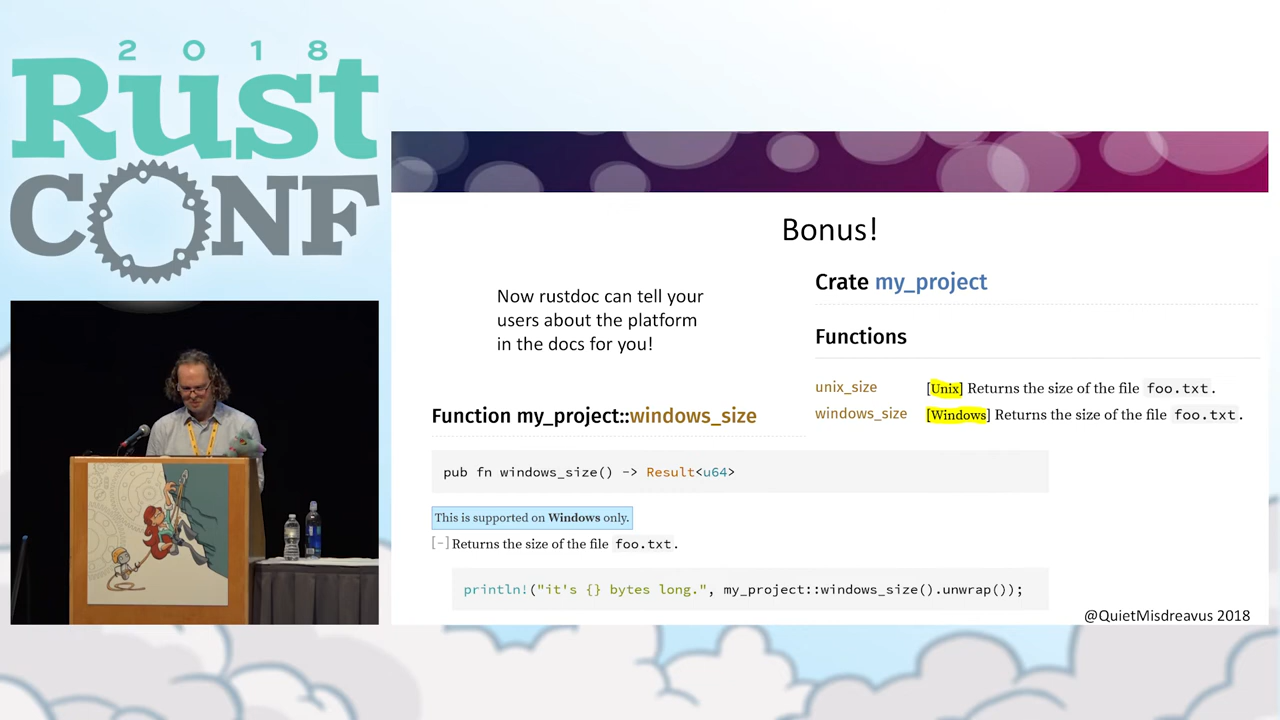 2018
Rust
CONF
Bonus!
Now rustdoc can tell your
users about the platform
in the docs for you!
Crate my_project
Functions
unix_size [Unix] Returns the size of the file foo.txt.
windows_size [Windows] Returns the size of the file foo.txt.
Function my_project::windows_size
pub fn windows_size() -> Result<u64>
This is supported on Windows only.
[-] Returns the size of the file foo.txt.
println!("it's {} bytes long.", my_project::windows_size().unwrap());
@QuietMisdreavus 2018